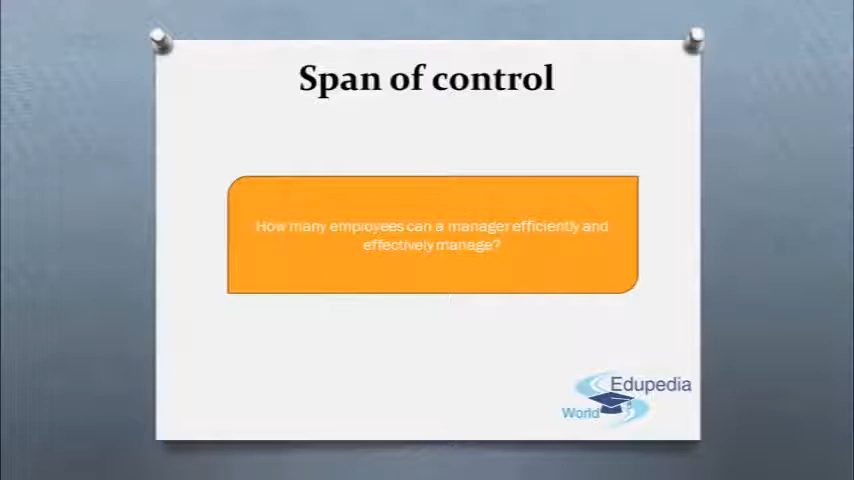 Span of control
How many employees can a manager efficiently and
effectively manage?
Edupedia
World